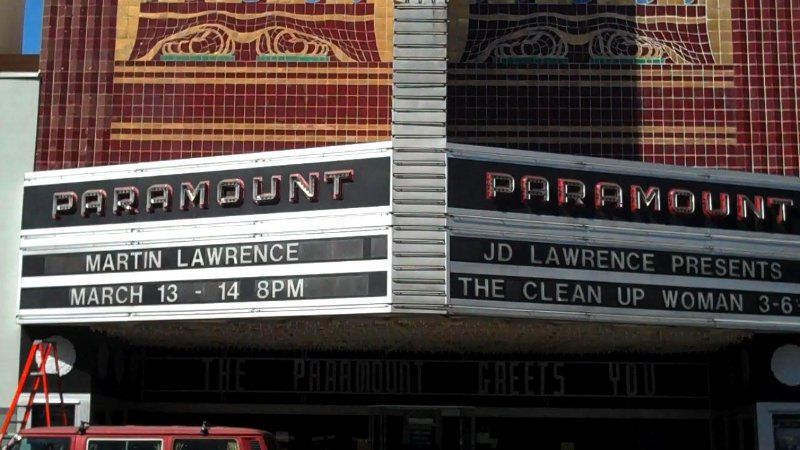 PARAMOUNT
MARTIN LAWRENCE
MARCH 13 - 14 8PM
PARAMOUNT
JD LAWRENCE PRESENTS
THE CLEAN UP WOMAN 3-6
THE PARAMOUNT GREETS YOU